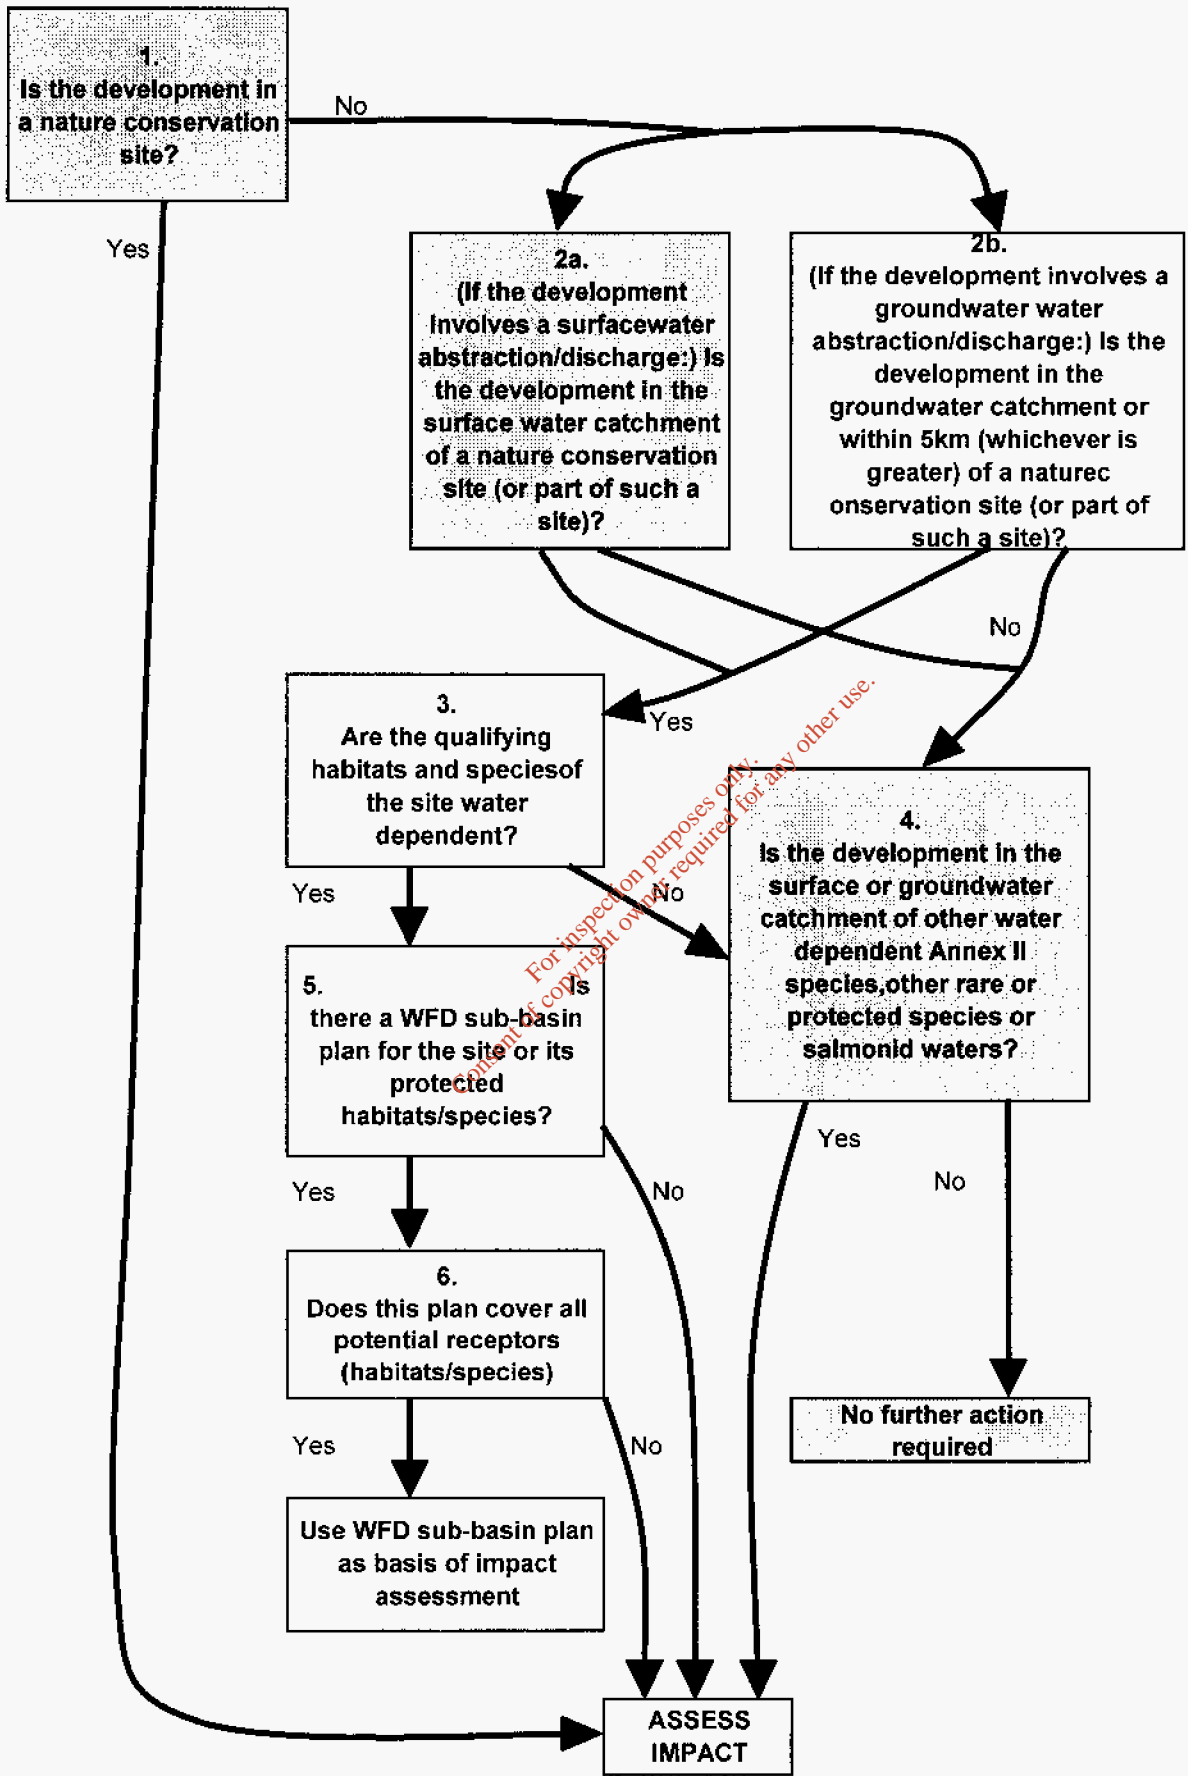 1.
Is the development in
a nature conservation
site?
No
Yes
2a.
(If the development
Involves a surfacewater
abstraction/discharge:) Is
the development in the
surface water catchment
of a nature conservation
site (or part of such a
site)?
2b.
(If the development involves a
groundwater water
abstraction/discharge:) Is the
development in the
groundwater catchment or
within 5km (whichever is
greater) of a naturec
onservation site (or part of
such a site)?
No
Yes
3.
Are the qualifying
habitats and speciesof
the site water
dependent?
Yes
No
4.
Is the development in the
surface or groundwater
catchment of other water
dependent Annex II
species,other rare or
protected species or
salmonid waters?
5. Is
there a WFD sub-basin
plan for the site or its
protected
habitats/species?
Yes
No
Yes
No
6.
Does this plan cover all
potential receptors
(habitats/species)
Yes
No
No further action
required
Use WFD sub-basin plan
as basis of impact
assessment
ASSESS
IMPACT
For inspection purposes only.
Consent of copyright owner required for any other use.